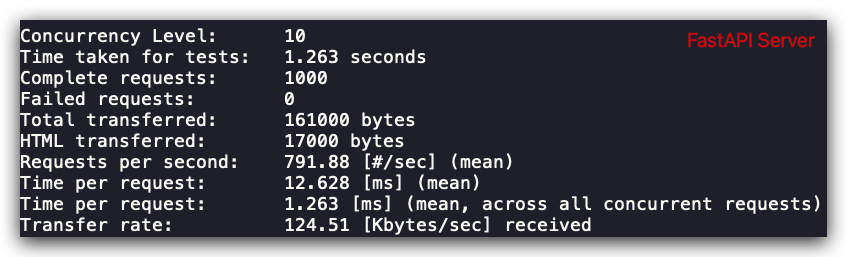 Concurrency Level:      10
FastAPI Server
Time taken for tests:   1.263 seconds
Complete requests:      1000
Failed requests:        0
Total transferred:      161000 bytes
HTML transferred:       17000 bytes
Requests per second:    791.88 [#/sec] (mean)
Time per request:       12.628 [ms] (mean)
Time per request:       1.263 [ms] (mean, across all concurrent requests)
Transfer rate:          124.51 [Kbytes/sec] received